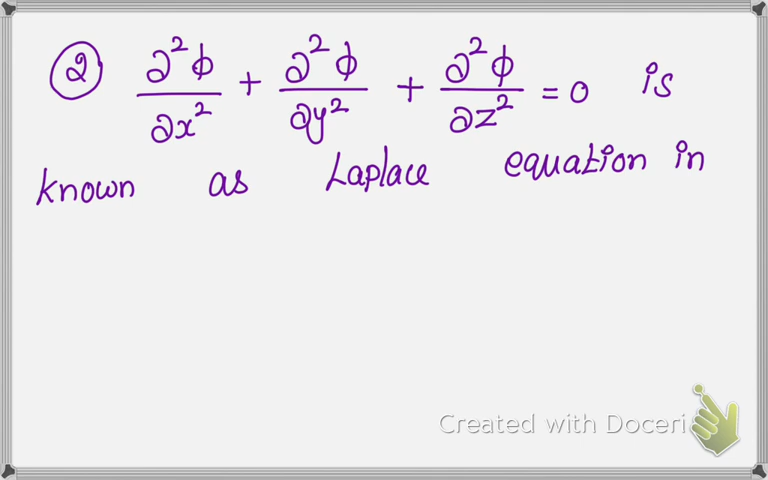 ② ∂²ϕ/∂x² + ∂²ϕ/∂y² + ∂²ϕ/∂z² = 0 is
known as Laplace equation in
Created with Doceri